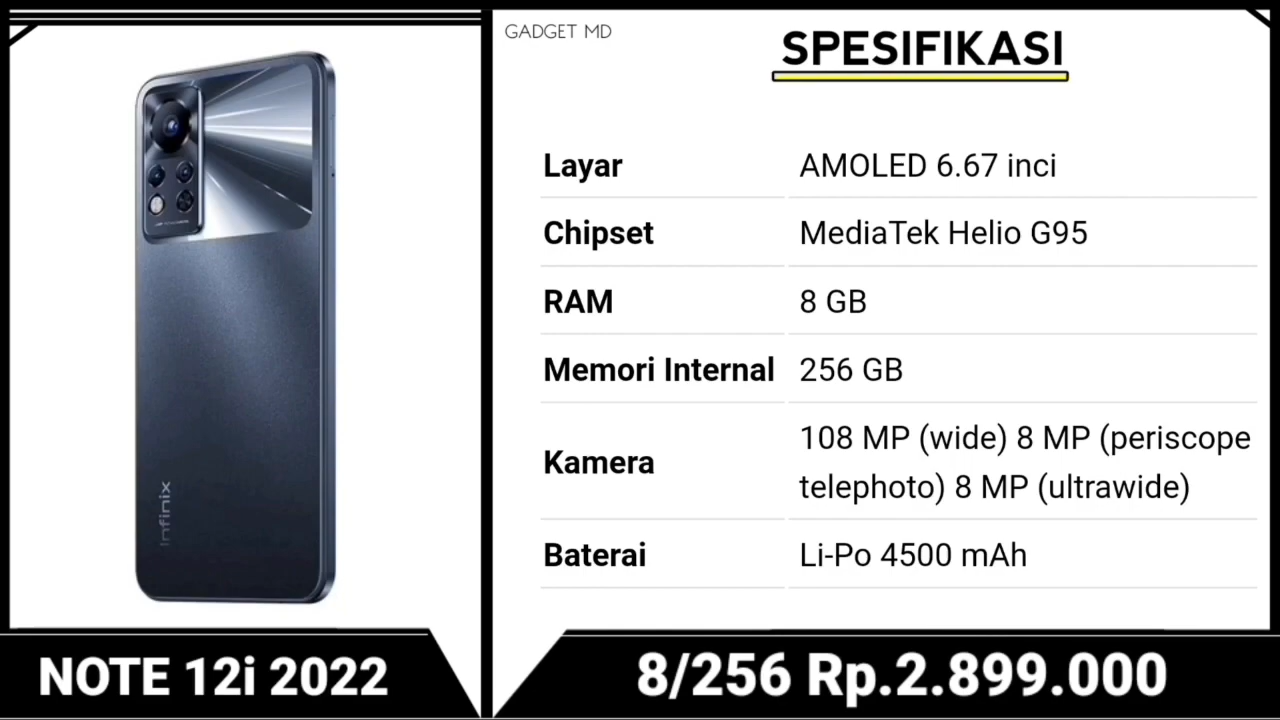 GADGET MD
SPESIFIKASI
Layar AMOLED 6.67 inci
Chipset MediaTek Helio G95
RAM 8 GB
Memori Internal 256 GB
Kamera 108 MP (wide) 8 MP (periscope
telephoto) 8 MP (ultrawide)
Baterai Li-Po 4500 mAh
Infinix
NOTE 12i 2022
8/256 Rp.2.899.000